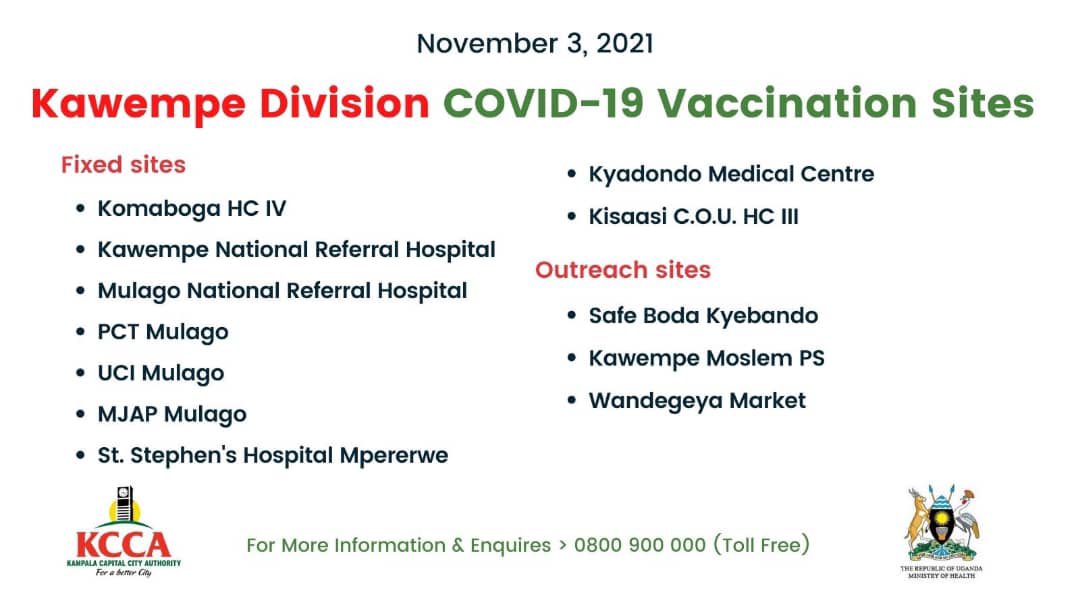 November 3, 2021
Kawempe Division COVID-19 Vaccination Sites
Fixed sites
• Komaboga HC IV
• Kawempe National Referral Hospital
• Mulago National Referral Hospital
• PCT Mulago
• UCI Mulago
• MJAP Mulago
• St. Stephen's Hospital Mpererwe
• Kyadondo Medical Centre
• Kisaasi C.O.U. HC III
Outreach sites
• Safe Boda Kyebando
• Kawempe Moslem PS
• Wandegeya Market
KCCA
KAMPALA CAPITAL CITY AUTHORITY
For a better City
For More Information & Enquires > 0800 900 000 (Toll Free)
THE REPUBLIC OF UGANDA
MINISTRY OF HEALTH